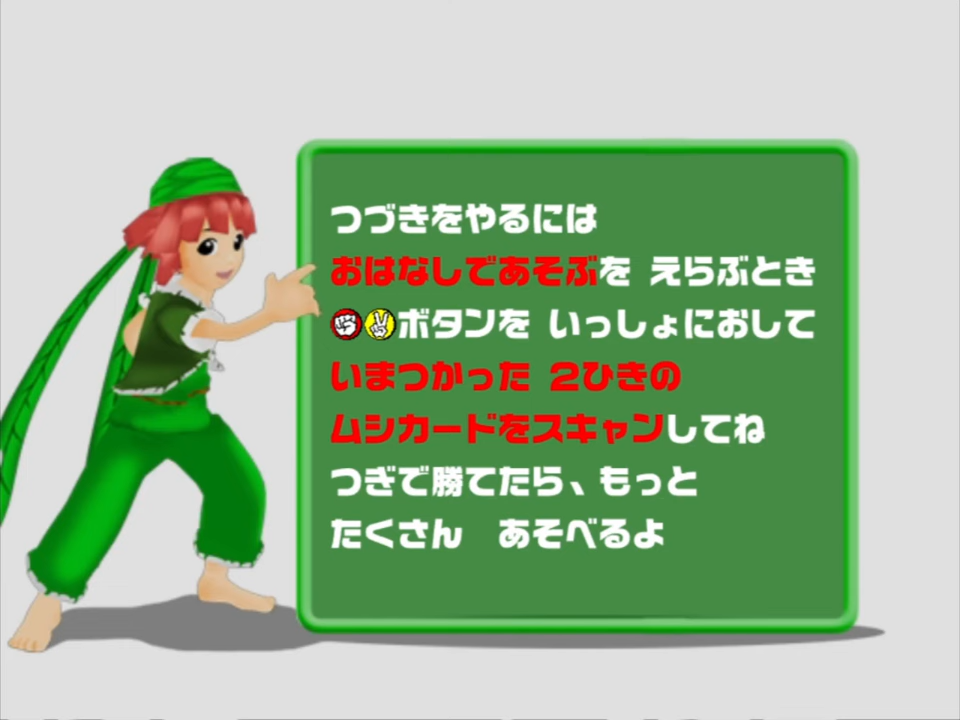 つづきをやるには
おはなしであそぶを えらぶとき
ボタンを いっしょにおして
いまつかった 2ひきの
ムシカードをスキャンしてね
つぎで勝てたら、もっと
たくさん　あそべるよ